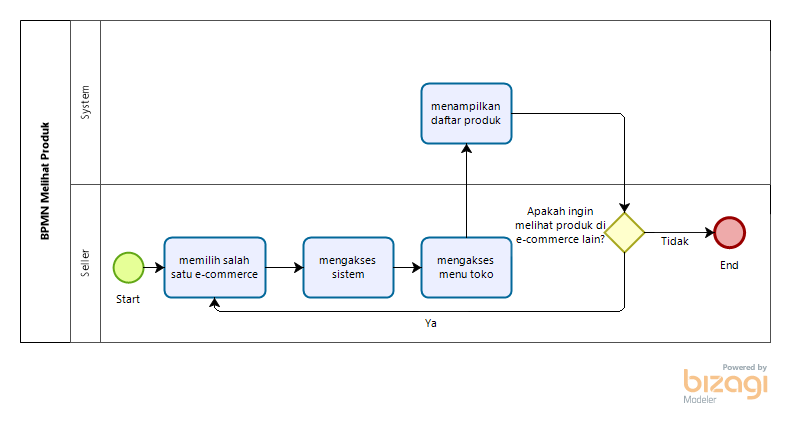 BPMN Melihat Produk
System
menampilkan
daftar produk
Seller
Start
memilih salah
satu e-commerce
mengakses
sistem
mengakses
menu toko
Apakah ingin
melihat produk di
e-commerce lain?
Tidak
End
Ya
Powered by
bizagi
Modeler